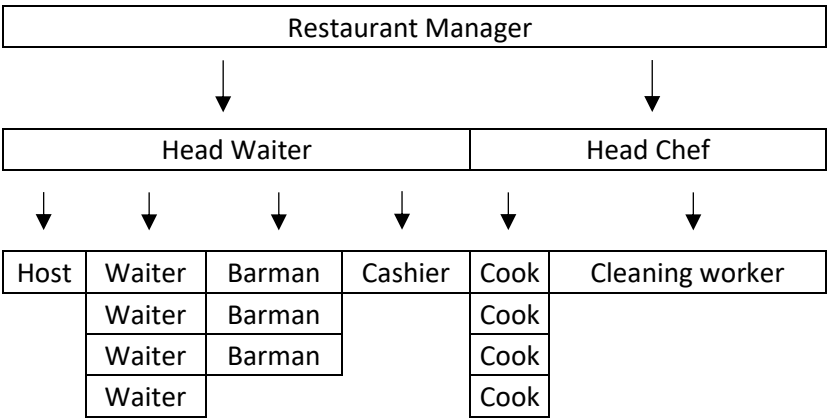 Restaurant Manager
Head Waiter Head Chef
Host Waiter Barman Cashier Cook Cleaning worker
Waiter Barman Cook
Waiter Barman Cook
Waiter Cook